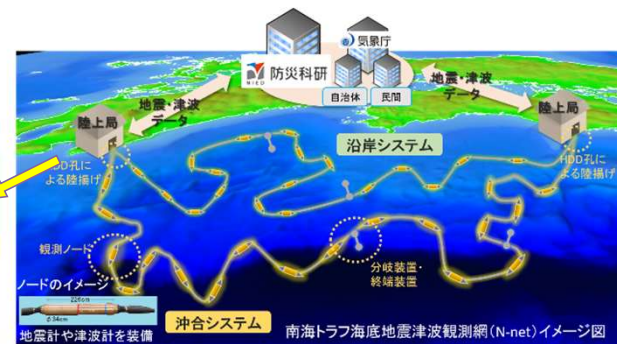 気象庁
NIED 防災科研
自治体 民間
地震・津波
データ
地震・津波
データ
陸上局
陸上局
沿岸システム
HDD孔に
よる陸揚げ
HDD孔に
よる陸揚げ
観測ノード
分岐装置・
終端装置
ノードのイメージ
226cm
φ34cm
地震計や津波計を装備
沖合システム
南海トラフ海底地震津波観測網(N-net)イメージ図